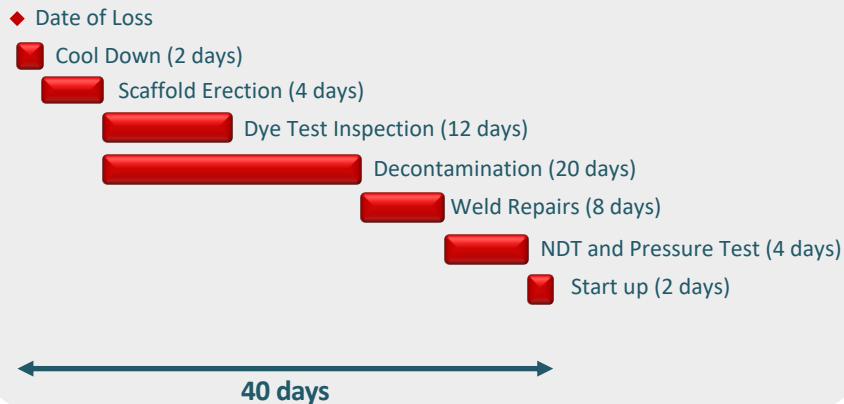 Date of Loss
Cool Down (2 days)
Scaffold Erection (4 days)
Dye Test Inspection (12 days)
Decontamination (20 days)
Weld Repairs (8 days)
NDT and Pressure Test (4 days)
Start up (2 days)
40 days